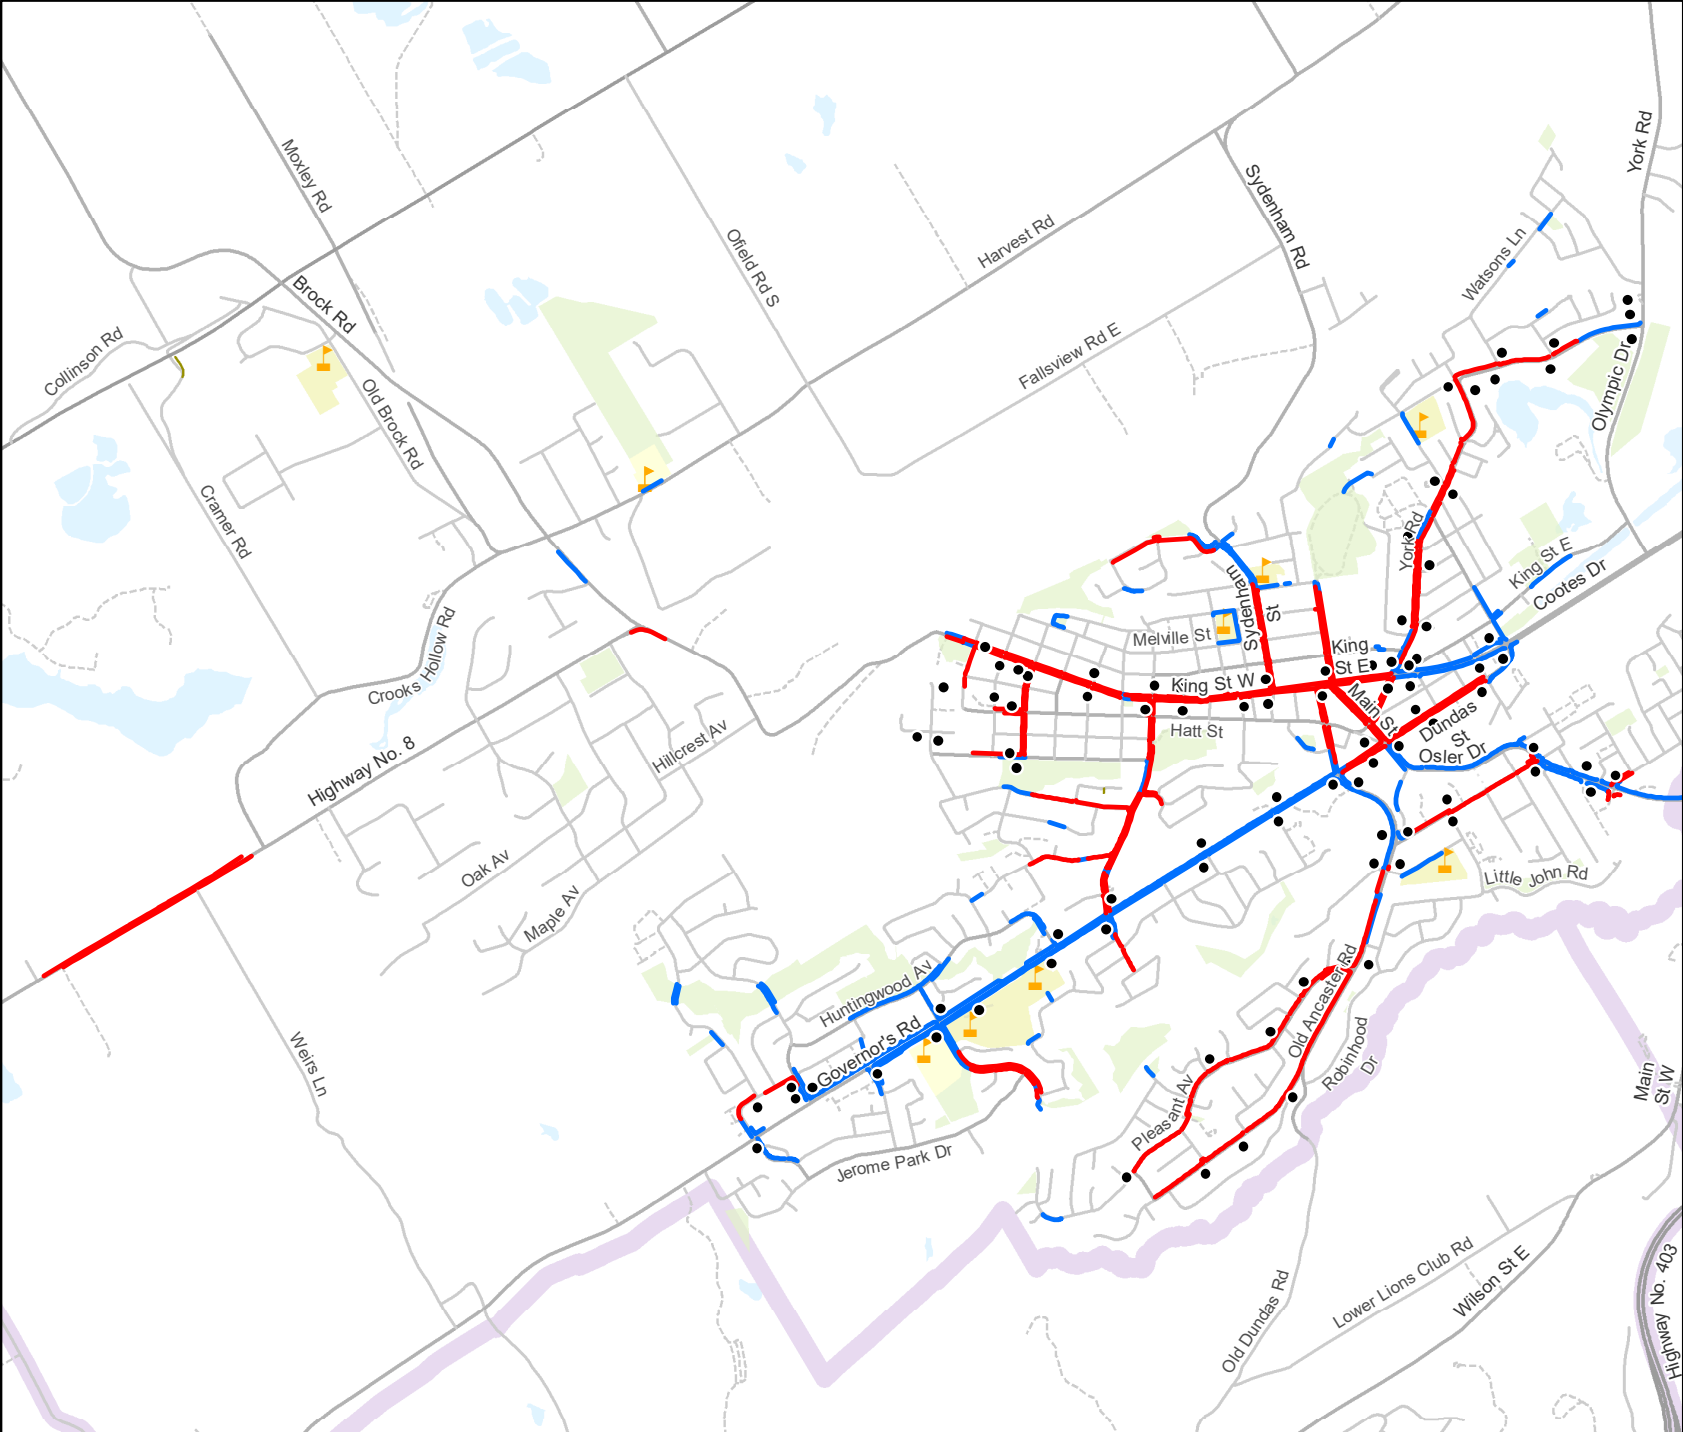 Moxley Rd
York Rd
Sydenham Rd
Harvest Rd
Ofield Rd S
Watsons Ln
Brock Rd
Collinson Rd
Fallsview Rd E
Old Brock Rd
Olympic Dr
Cramer Rd
York Rd
King St E
Cootes Dr
Crooks Hollow Rd
Sydenham
St
Melville St
King
St E
King St W
Main St
Hatt St
Dundas
St
Osler Dr
Hillcrest Av
Highway No. 8
Oak Av
Maple Av
Little John Rd
Huntingwood Av
Governor's Rd
Old Ancaster Rd
Robinhood
Dr
Pleasant Av
Weirs Ln
Jerome Park Dr
Main
St W
Old Dundas Rd
Lower Lions Club Rd
Wilson St E
Highway No. 403